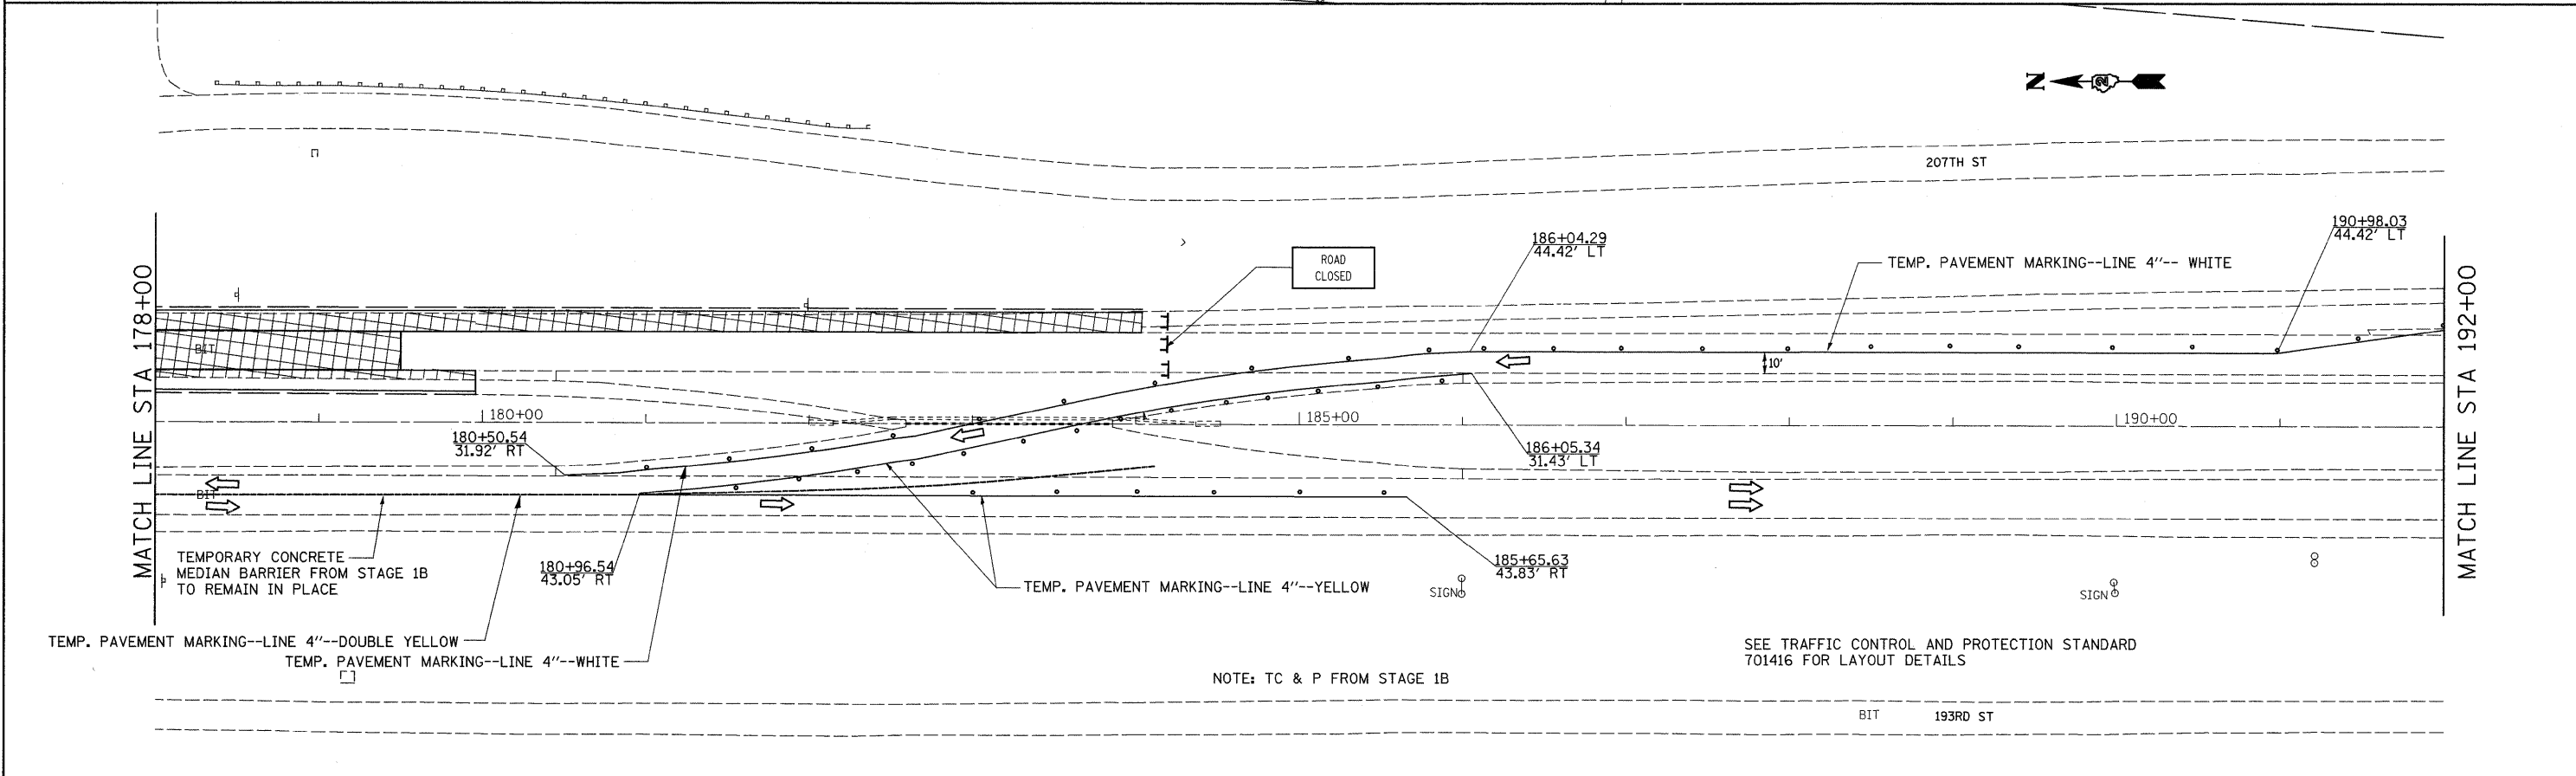 N
207TH ST
186+04.29
44.42' LT
190+98.03
44.42' LT
ROAD
CLOSED
TEMP. PAVEMENT MARKING--LINE 4"-- WHITE
MATCH LINE STA 178+00
MATCH LINE STA 192+00
BIT
10'
180+00
185+00
190+00
180+50.54
31.92' RT
186+05.34
31.43' LT
BIT
TEMPORARY CONCRETE
MEDIAN BARRIER FROM STAGE 1B
TO REMAIN IN PLACE
180+96.54
43.05' RT
185+65.63
43.83' RT
TEMP. PAVEMENT MARKING--LINE 4"--YELLOW
SIGN
SIGN
TEMP. PAVEMENT MARKING--LINE 4"--DOUBLE YELLOW
TEMP. PAVEMENT MARKING--LINE 4"--WHITE
SEE TRAFFIC CONTROL AND PROTECTION STANDARD
701416 FOR LAYOUT DETAILS
NOTE: TC & P FROM STAGE 1B
BIT
193RD ST